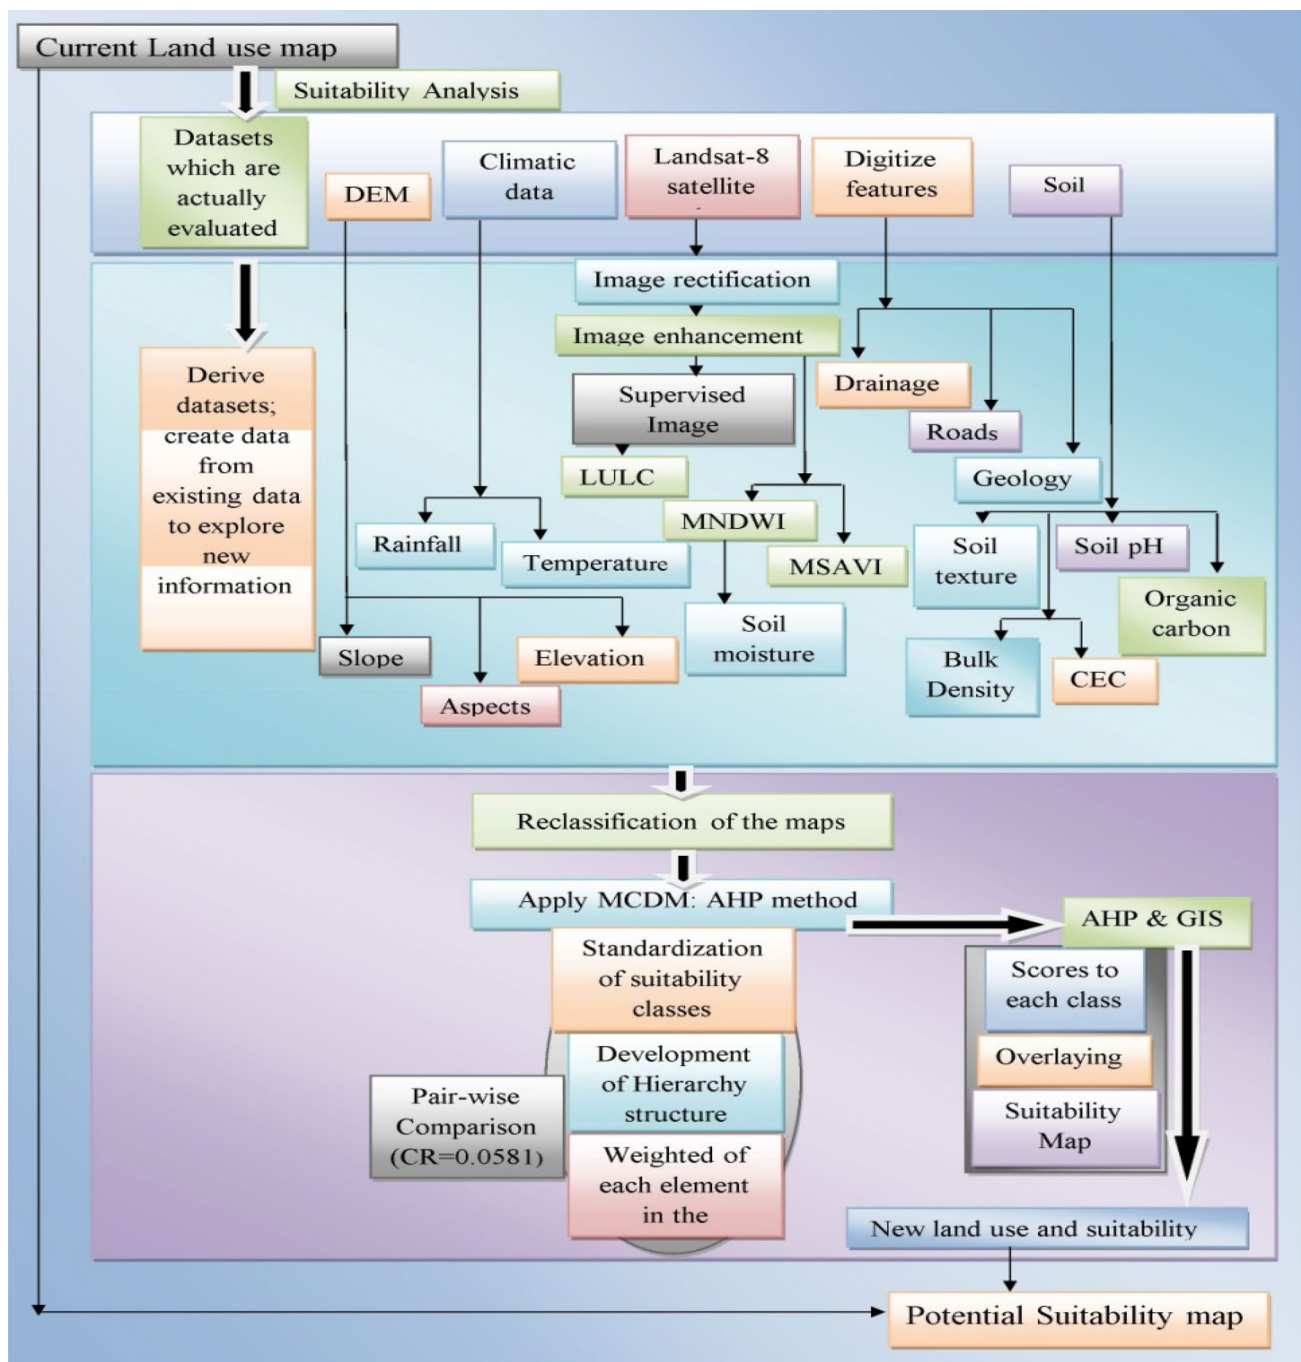 Current Land use map
Suitability Analysis
Datasets
which are
actually
evaluated
DEM
Climatic
data
Landsat-8
satellite
Digitize
features
Soil
Image rectification
Image enhancement
Supervised
Image
LULC
Drainage
Roads
Geology
Derive
datasets;
create data
from
existing data
to explore
new
information
Rainfall
Temperature
MNDWI
MSAVI
Soil
texture
Soil pH
Organic
carbon
Slope
Aspects
Elevation
Soil
moisture
Bulk
Density
CEC
Reclassification of the maps
Apply MCDM: AHP method
AHP & GIS
Standardization
of suitability
classes
Development
of Hierarchy
structure
Pair-wise
Comparison
(CR=0.0581)
Weighted of
each element
in the
Scores to
each class
Overlaying
Suitability
Map
New land use and suitability
Potential Suitability map